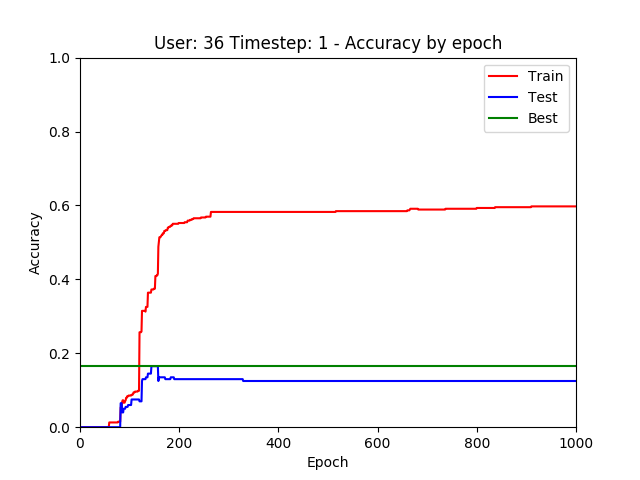 User: 36 Timestep: 1 - Accuracy by epoch
1.0
0.8
0.6
0.4
0.2
0.0
Accuracy
Train
Test
Best
0 200 400 600 800 1000
Epoch